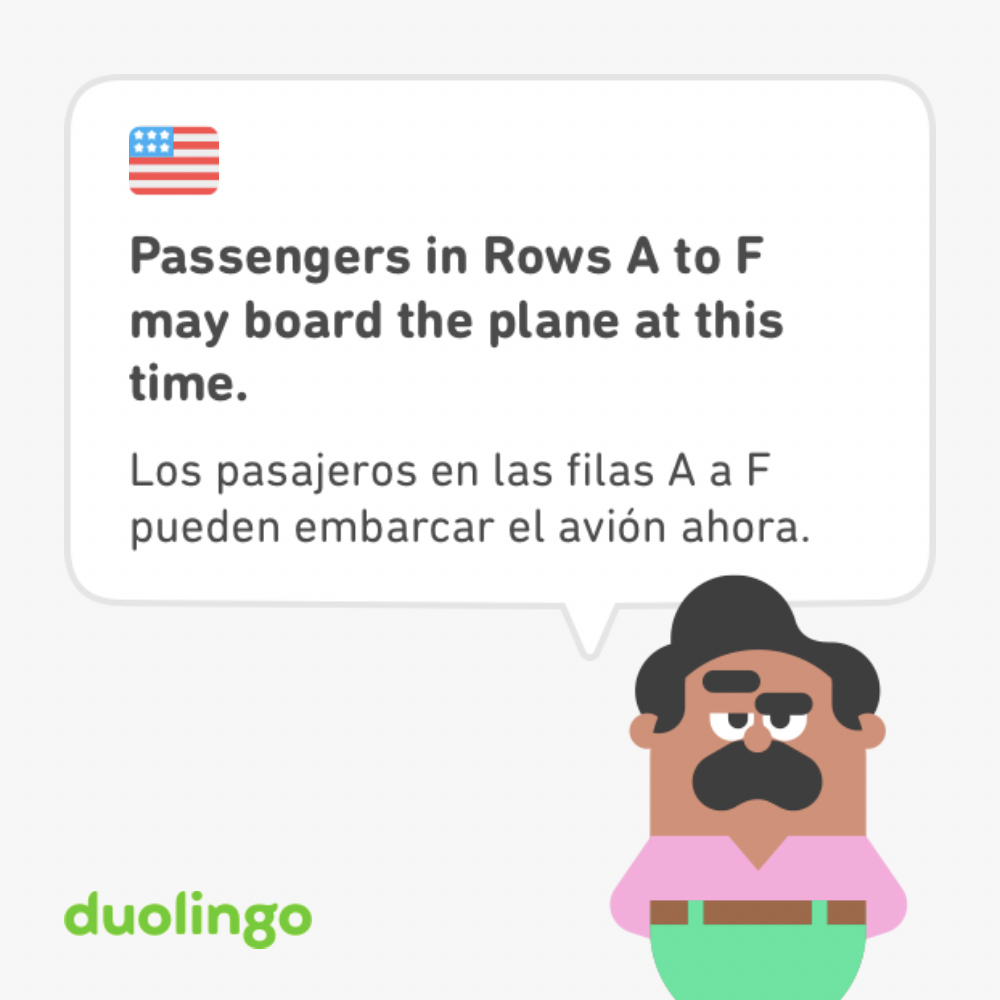 Passengers in Rows A to F
may board the plane at this
time.
Los pasajeros en las filas A a F
pueden embarcar el avión ahora.
duolingo